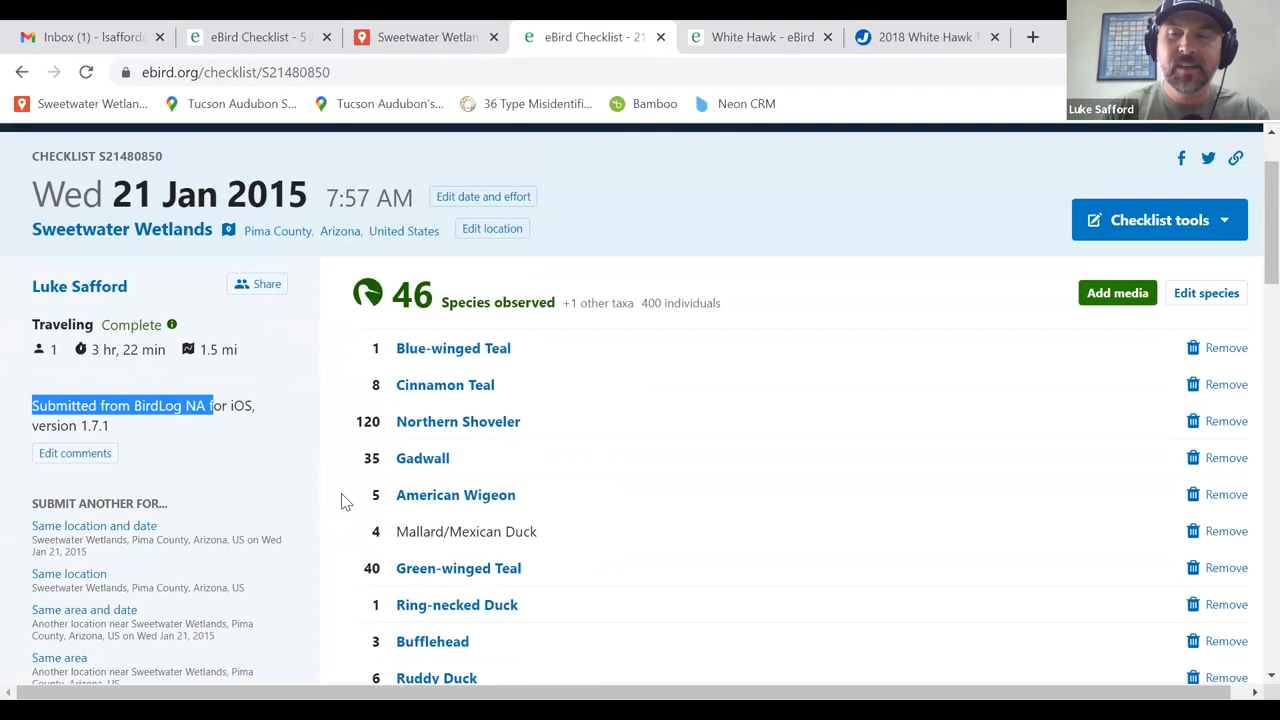 Inbox (1) - lsafford
eBird Checklist - 5 J
Sweetwater Wetlan
eBird Checklist - 21
White Hawk - eBird
2018 White Hawk T
ebird.org/checklist/S21480850
Sweetwater Wetlan...
Tucson Audubon S...
Tucson Audubon's...
36 Type Misidentifi...
Bamboo
Neon CRM
Luke Safford
CHECKLIST S21480850
Wed 21 Jan 2015 7:57 AM Edit date and effort
Sweetwater Wetlands Pima County, Arizona, United States Edit location
Checklist tools
Luke Safford Share
Traveling Complete
1 3 hr, 22 min 1.5 mi
Submitted from BirdLog NA for iOS,
version 1.7.1
Edit comments
SUBMIT ANOTHER FOR...
Same location and date
Sweetwater Wetlands, Pima County, Arizona, US on Wed
Jan 21, 2015
Same location
Sweetwater Wetlands, Pima County, Arizona, US
Same area and date
Another location near Sweetwater Wetlands, Pima
County, Arizona, US on Wed Jan 21, 2015
Same area
Another location near Sweetwater Wetlands, Pima
County, Arizona, US
46 Species observed +1 other taxa 400 individuals
Add media Edit species
1 Blue-winged Teal Remove
8 Cinnamon Teal Remove
120 Northern Shoveler Remove
35 Gadwall Remove
5 American Wigeon Remove
4 Mallard/Mexican Duck Remove
40 Green-winged Teal Remove
1 Ring-necked Duck Remove
3 Bufflehead Remove
6 Ruddy Duck Remove